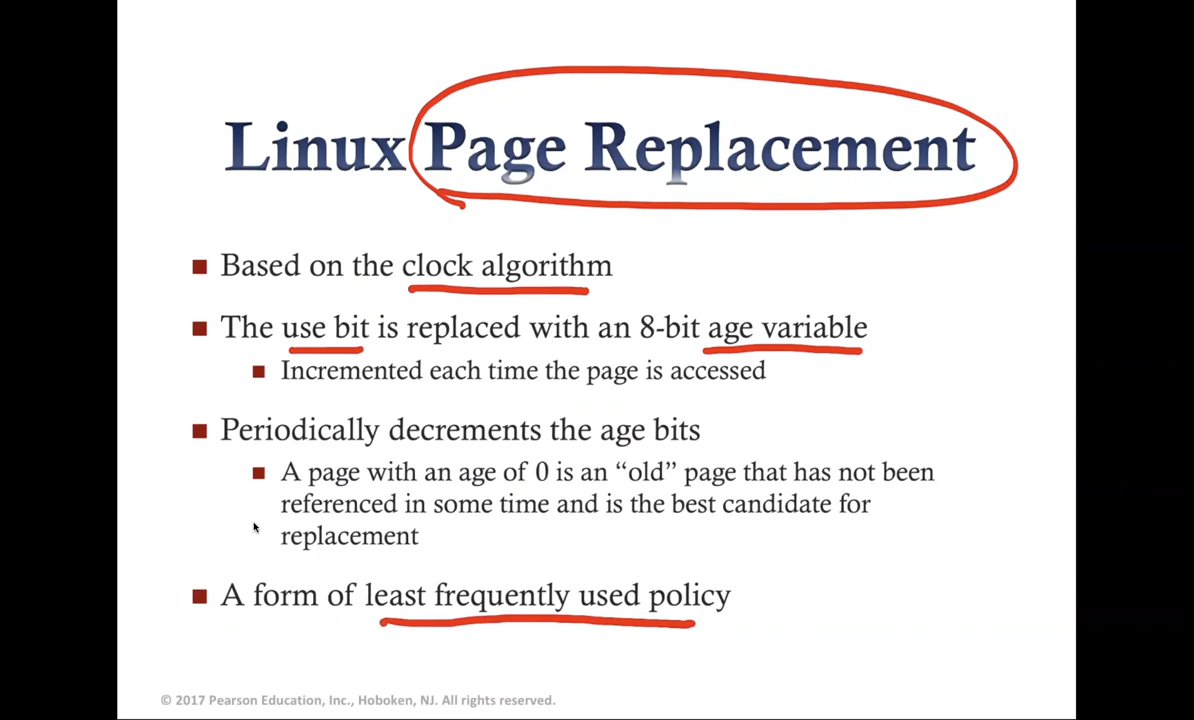 Linux Page Replacement
Based on the clock algorithm
The use bit is replaced with an 8-bit age variable
Incremented each time the page is accessed
Periodically decrements the age bits
A page with an age of 0 is an “old” page that has not been
referenced in some time and is the best candidate for
replacement
A form of least frequently used policy
© 2017 Pearson Education, Inc., Hoboken, NJ. All rights reserved.